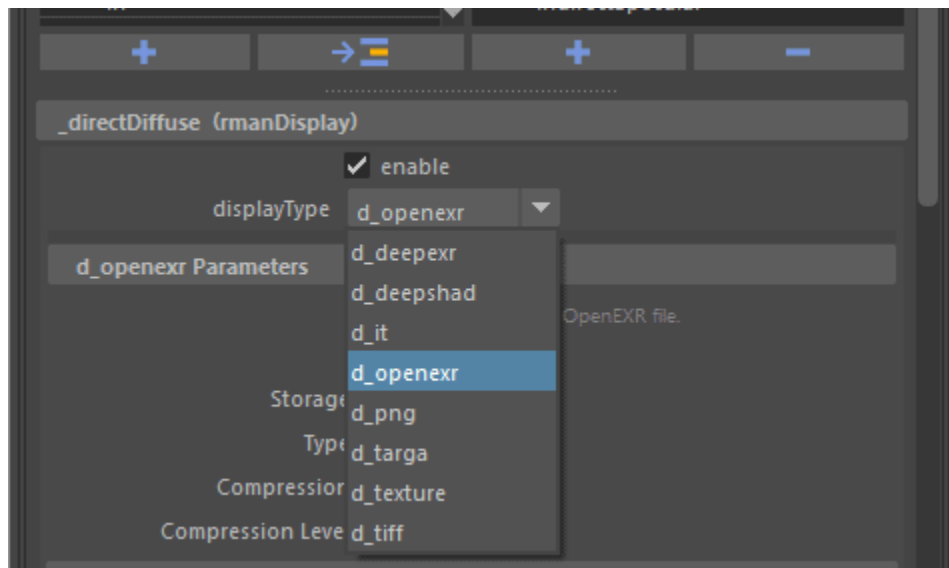 _directDiffuse (rmanDisplay)
enable
displayType d_openexr
d_deepexr
d_openexr Parameters
d_deepshad
OpenEXR file.
d_it
d_openexr
Storage
d_png
Type
d_targa
Compression
d_texture
Compression Leve
d_tiff